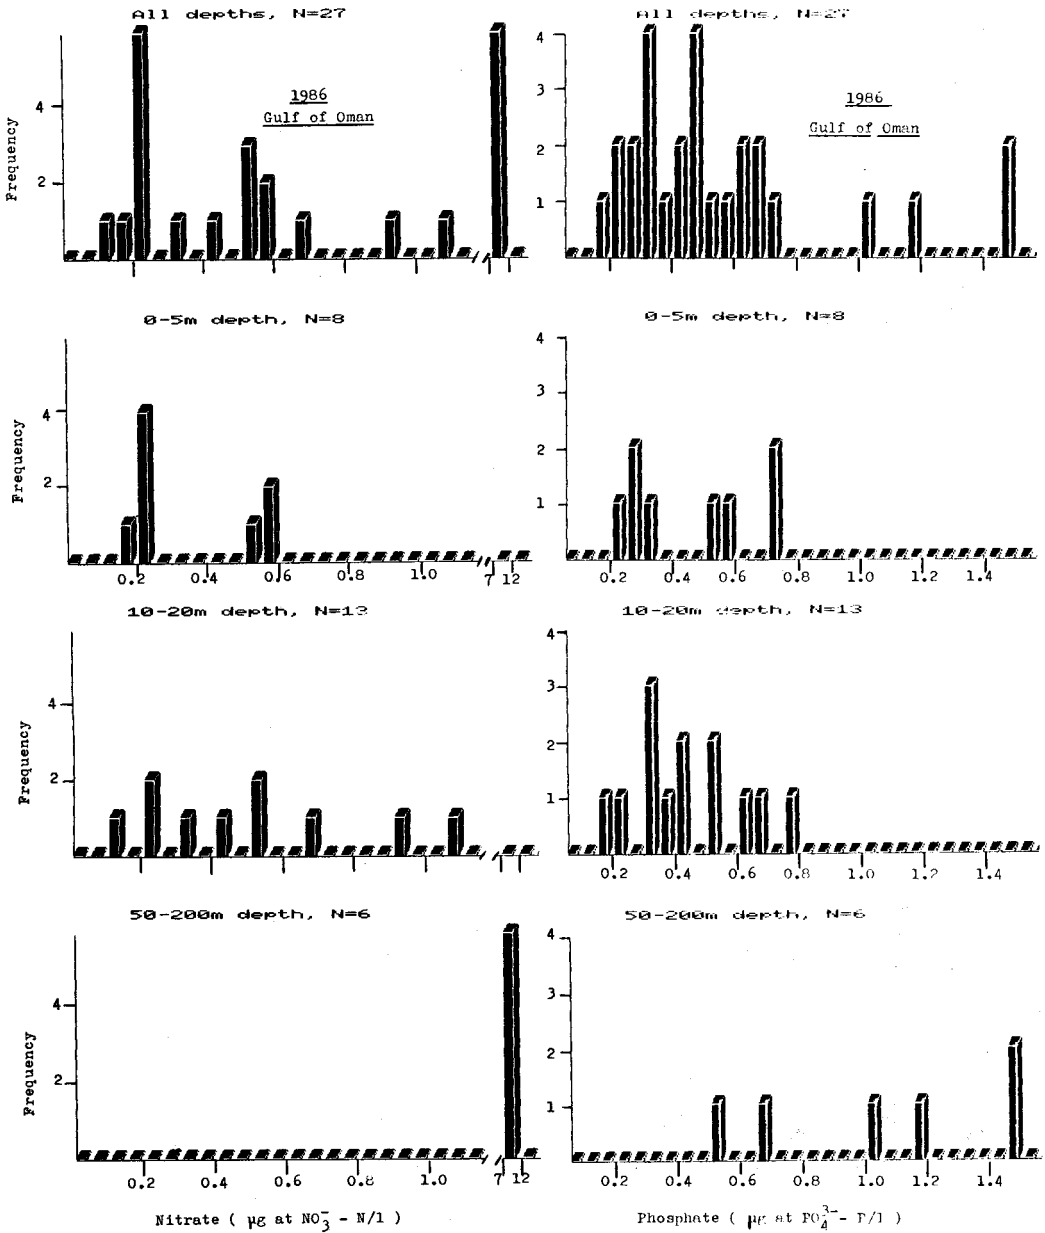 All depths, N=27
All depths, N=27
4
2
Frequency
1986
Gulf of Oman
4
3
2
1
1986
Gulf of Oman
0-5m depth, N=8
0-5m depth, N=8
4
2
Frequency
0.2 0.4 0.6 0.8 1.0 7 12
4
3
2
1
0.2 0.4 0.6 0.8 1.0 1.2 1.4
10-20m depth, N=13
10-20m depth, N=13
4
2
Frequency
4
3
2
1
0.2 0.4 0.6 0.8 1.0 1.2 1.4
50-200m depth, N=6
50-200m depth, N=6
4
2
Frequency
0.2 0.4 0.6 0.8 1.0 7 12
4
3
2
1
0.2 0.4 0.6 0.8 1.0 1.2 1.4
Nitrate ( µg at NO₃⁻ - N/l )
Phosphate ( µg at PO₄³⁻ - P/l )